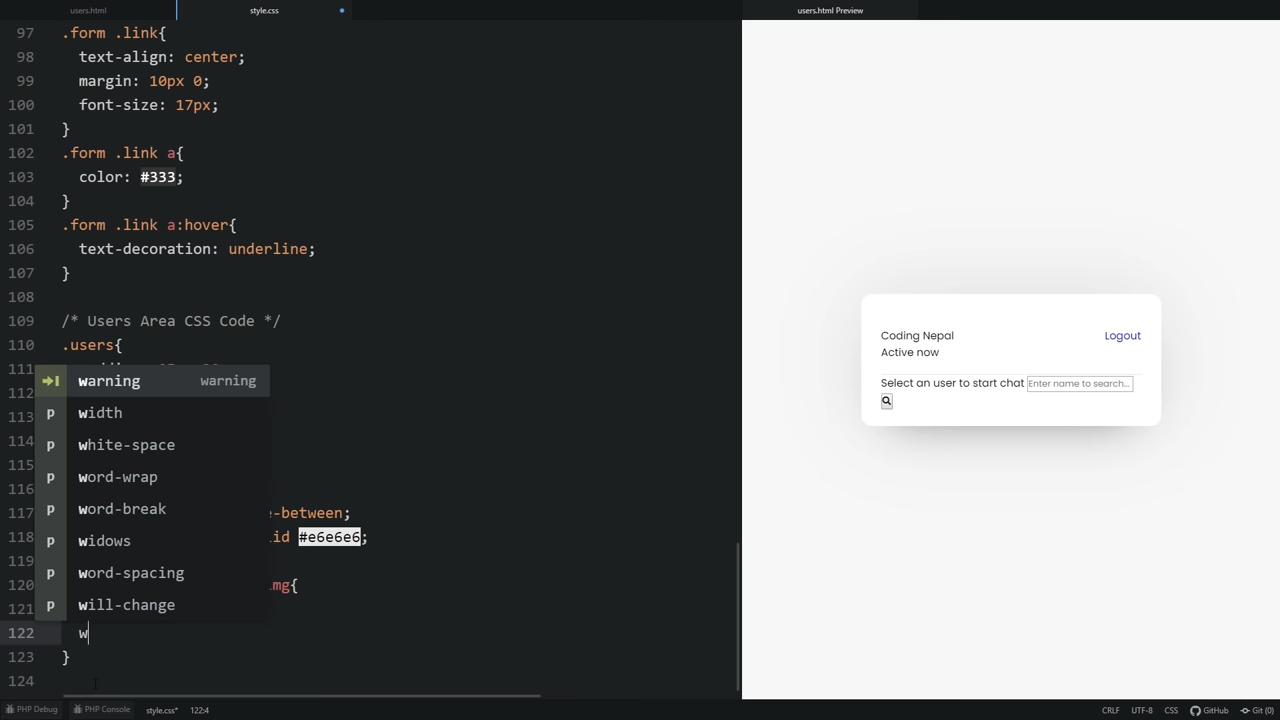 users.html
style.css
users.html Preview
97 .form .link{
98 text-align: center;
99 margin: 10px 0;
100 font-size: 17px;
101 }
102 .form .link a{
103 color: #333;
104 }
105 .form .link a:hover{
106 text-decoration: underline;
107 }
108
109 /* Users Area CSS Code */
110 .users{
111
112
113
114
115
116
117 -between;
118 #e6e6e6;
119
120 img{
121
122 w
123 }
124
warning warning
p width
p white-space
p word-wrap
p word-break
p widows
p word-spacing
p will-change
Coding Nepal
Logout
Active now
Select an user to start chat Enter name to search...
PHP Debug PHP Console style.css* 122:4 CRLF UTF-8 CSS GitHub Git (0)